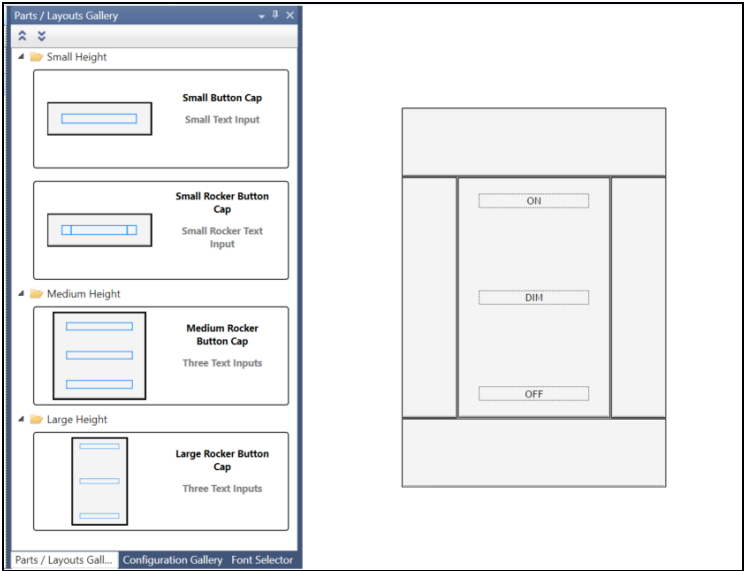 Parts / Layouts Gallery
Small Height
Small Button Cap
Small Text Input
Small Rocker Button
Cap
Small Rocker Text
Input
Medium Height
Medium Rocker
Button Cap
Three Text Inputs
Large Height
Large Rocker Button
Cap
Three Text Inputs
Parts / Layouts Gall... Configuration Gallery Font Selector
ON
DIM
OFF